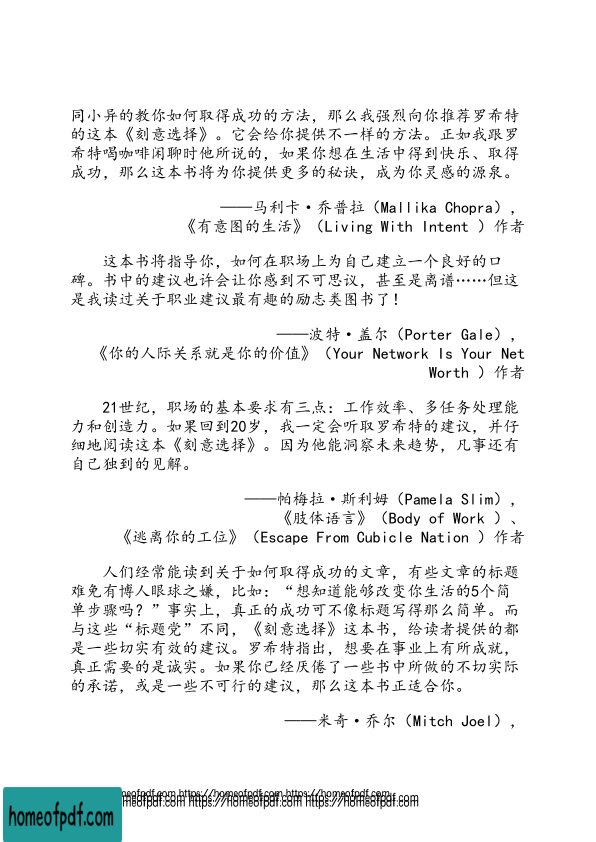 同小异的教你如何取得成功的方法，那么我强烈向你推荐罗希特
的这本《刻意选择》。它会给你提供不一样的方法。正如我跟罗
希特喝咖啡闲聊时他所说的，如果你想在生活中得到快乐、取得
成功，那么这本书将为你提供更多的秘诀，成为你灵感的源泉。
——马利卡·乔普拉（Mallika Chopra），
《有意图的生活》（Living With Intent ）作者
这本书将指导你，如何在职场上为自己建立一个良好的口
碑。书中的建议也许会让你感到不可思议，甚至是离谱……但这
是我读过关于职业建议最有趣的励志类图书了！
——波特·盖尔（Porter Gale），
《你的人际关系就是你的价值》（Your Network Is Your Net
Worth ）作者
21世纪，职场的基本要求有三点：工作效率、多任务处理能
力和创造力。如果回到20岁，我一定会听取罗希特的建议，并仔
细地阅读这本《刻意选择》。因为他能洞察未来趋势，凡事还有
自己独到的见解。
——帕梅拉·斯利姆（Pamela Slim），
《肢体语言》（Body of Work ）、
《逃离你的工位》（Escape From Cubicle Nation ）作者
人们经常能读到关于如何取得成功的文章，有些文章的标题
难免有博人眼球之嫌，比如：“想知道能够改变你生活的5个简
单步骤吗？”事实上，真正的成功可不像标题写得那么简单。而
与这些“标题党”不同，《刻意选择》这本书，给读者提供的都
是一些切实有效的建议。罗希特指出，想要在事业上有所成就，
真正需要的是诚实。如果你已经厌倦了一些书中所做的不切实际
的承诺，或是一些不可行的建议，那么这本书正适合你。
——米奇·乔尔（Mitch Joel），
homeofpdf.com https://homeofpdf.com https://homeofpdf.com
homeofpdf.com https://homeofpdf.com https://homeofpdf.com
homeofpdf.com